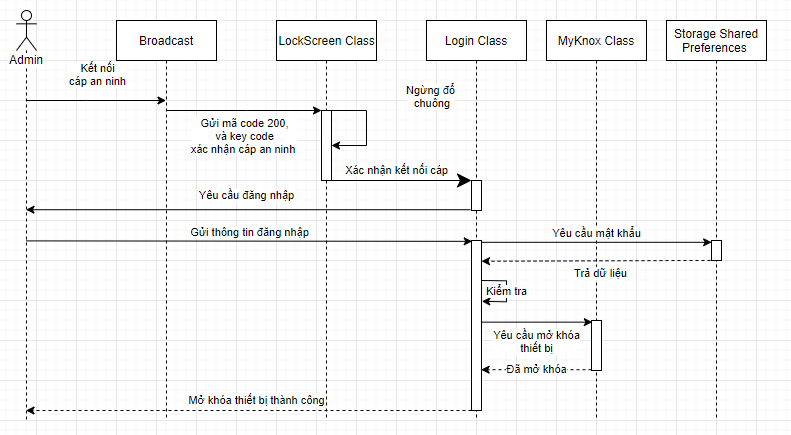 Admin
Broadcast
LockScreen Class
Login Class
MyKnox Class
Storage Shared
Preferences
Kết nối
cáp an ninh
Ngừng đổ
chuông
Gửi mã code 200,
và key code
xác nhận cáp an ninh
Xác nhận kết nối cáp
Yêu cầu đăng nhập
Gửi thông tin đăng nhập
Yêu cầu mật khẩu
Trả dữ liệu
Kiểm tra
Yêu cầu mở khóa
thiết bị
Đã mở khóa
Mở khóa thiết bị thành công